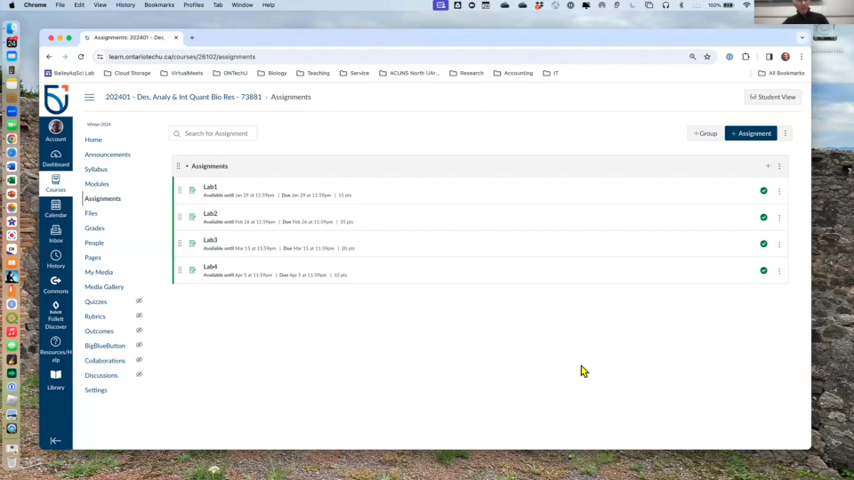 Chrome File Edit View History Bookmarks Profiles Tab Window Help
100%
Assignments: 202401 - Des,
learn.ontariotechu.ca/courses/26102/assignments
BaileyAqSci Lab Cloud Storage VirtualMeets ONTechU Biology Teaching Service ACUNS North UAr... Research Accounting IT All Bookmarks
202401 - Des, Analy & Int Quant Bio Res - 73881 › Assignments
Student View
Account
Dashboard
Courses
Calendar
Inbox
History
Commons
Follett Discover
Resources/H
elp
Library
Winter 2024
Home
Announcements
Syllabus
Modules
Assignments
Files
Grades
People
Pages
My Media
Media Gallery
Quizzes
Rubrics
Outcomes
BigBlueButton
Collaborations
Discussions
Settings
Search for Assignment
+Group
+ Assignment
Assignments
Lab1
Available until Jan 29 at 11:59pm | Due Jan 29 at 11:59pm | 15 pts
Lab2
Available until Feb 26 at 11:59pm | Due Feb 26 at 11:59pm |
Lab3
Available until Mar 15 at 11:59pm | Due Mar 15 at 11:59pm | 20 pts
Lab4
Available until Apr 5 at 11:59pm | Due Apr 5 at 11:59pm | 10 pts